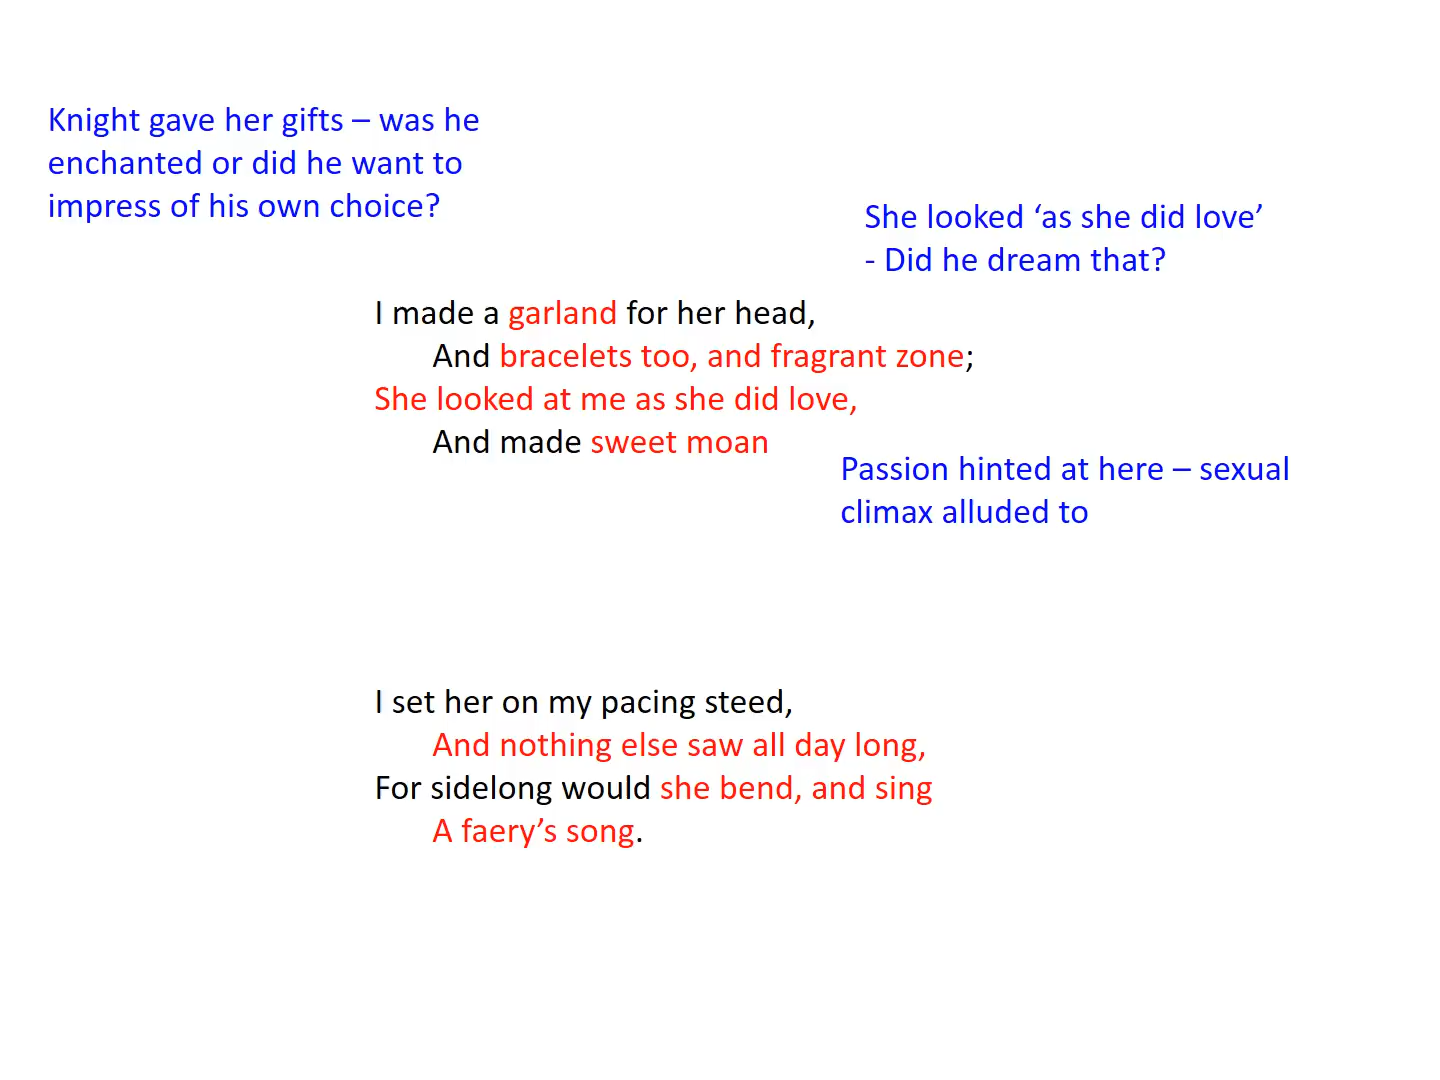 Knight gave her gifts – was he
enchanted or did he want to
impress of his own choice?
She looked ‘as she did love’
- Did he dream that?
I made a garland for her head,
And bracelets too, and fragrant zone;
She looked at me as she did love,
And made sweet moan
Passion hinted at here – sexual
climax alluded to
I set her on my pacing steed,
And nothing else saw all day long,
For sidelong would she bend, and sing
A faery’s song.